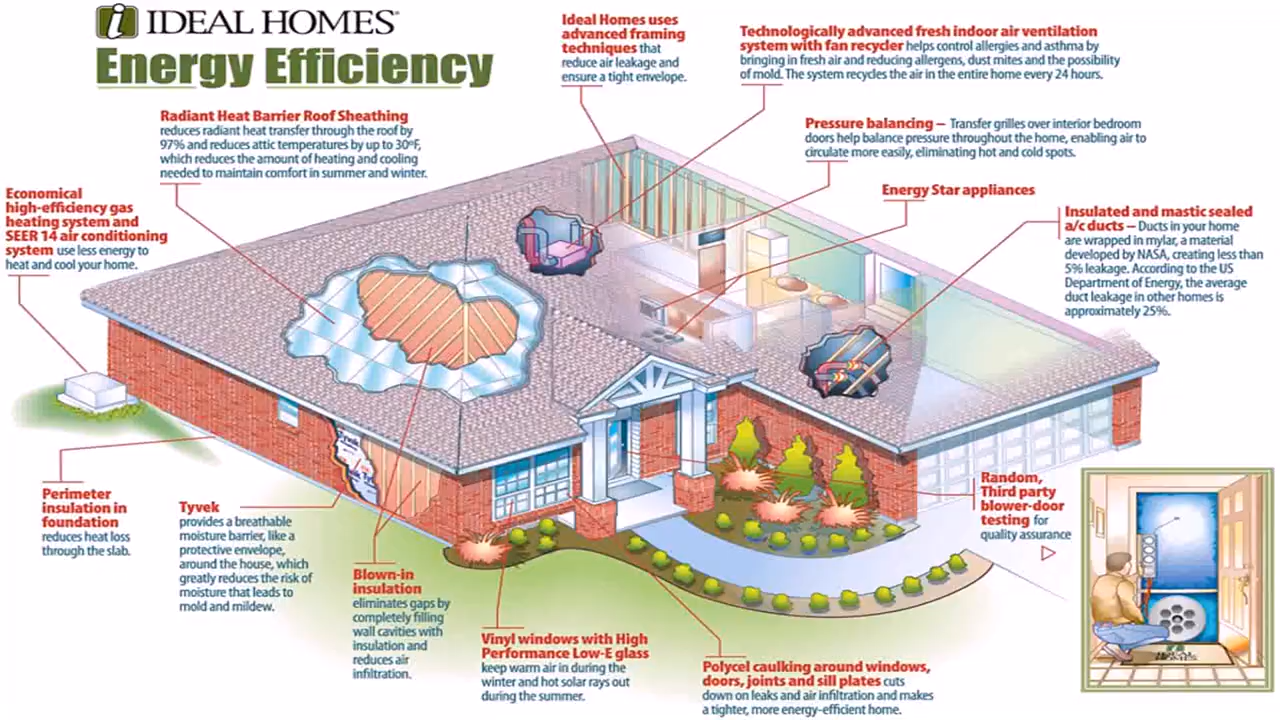 i IDEAL HOMES
Energy Efficiency
Ideal Homes uses
advanced framing
techniques that
reduce air leakage and
ensure a tight envelope.
Technologically advanced fresh indoor air ventilation
system with fan recycler helps control allergies and asthma by
bringing in fresh air and reducing allergens, dust mites and the possibility
of mold. The system recycles the air in the entire home every 24 hours.
Radiant Heat Barrier Roof Sheathing
reduces radiant heat transfer through the roof by
97% and reduces attic temperatures by up to 30°F,
which reduces the amount of heating and cooling
needed to maintain comfort in summer and winter.
Pressure balancing – Transfer grilles over interior bedroom
doors help balance pressure throughout the home, enabling air to
circulate more easily, eliminating hot and cold spots.
Energy Star appliances
Economical
high-efficiency gas
heating system and
SEER 14 air conditioning
system use less energy to
heat and cool your home.
Insulated and mastic sealed
a/c ducts – Ducts in your home
are wrapped in mylar, a material
developed by NASA, creating less than
5% leakage. According to the US
Department of Energy, the average
duct leakage in other homes is
approximately 25%.
Tyvek
Perimeter
insulation in
foundation
reduces heat loss
through the slab.
Tyvek
provides a breathable
moisture barrier, like a
protective envelope,
around the house, which
greatly reduces the risk of
moisture that leads to
mold and mildew.
Blown-in
insulation
eliminates gaps by
completely filling
wall cavities with
insulation and
reduces air
infiltration.
Vinyl windows with High
Performance Low-E glass
keep warm air in during the
winter and hot solar rays out
during the summer.
Polycel caulking around windows,
doors, joints and sill plates cuts
down on leaks and air infiltration and makes
a tighter, more energy-efficient home.
Random,
Third party
blower-door
testing for
quality assurance
HOMES